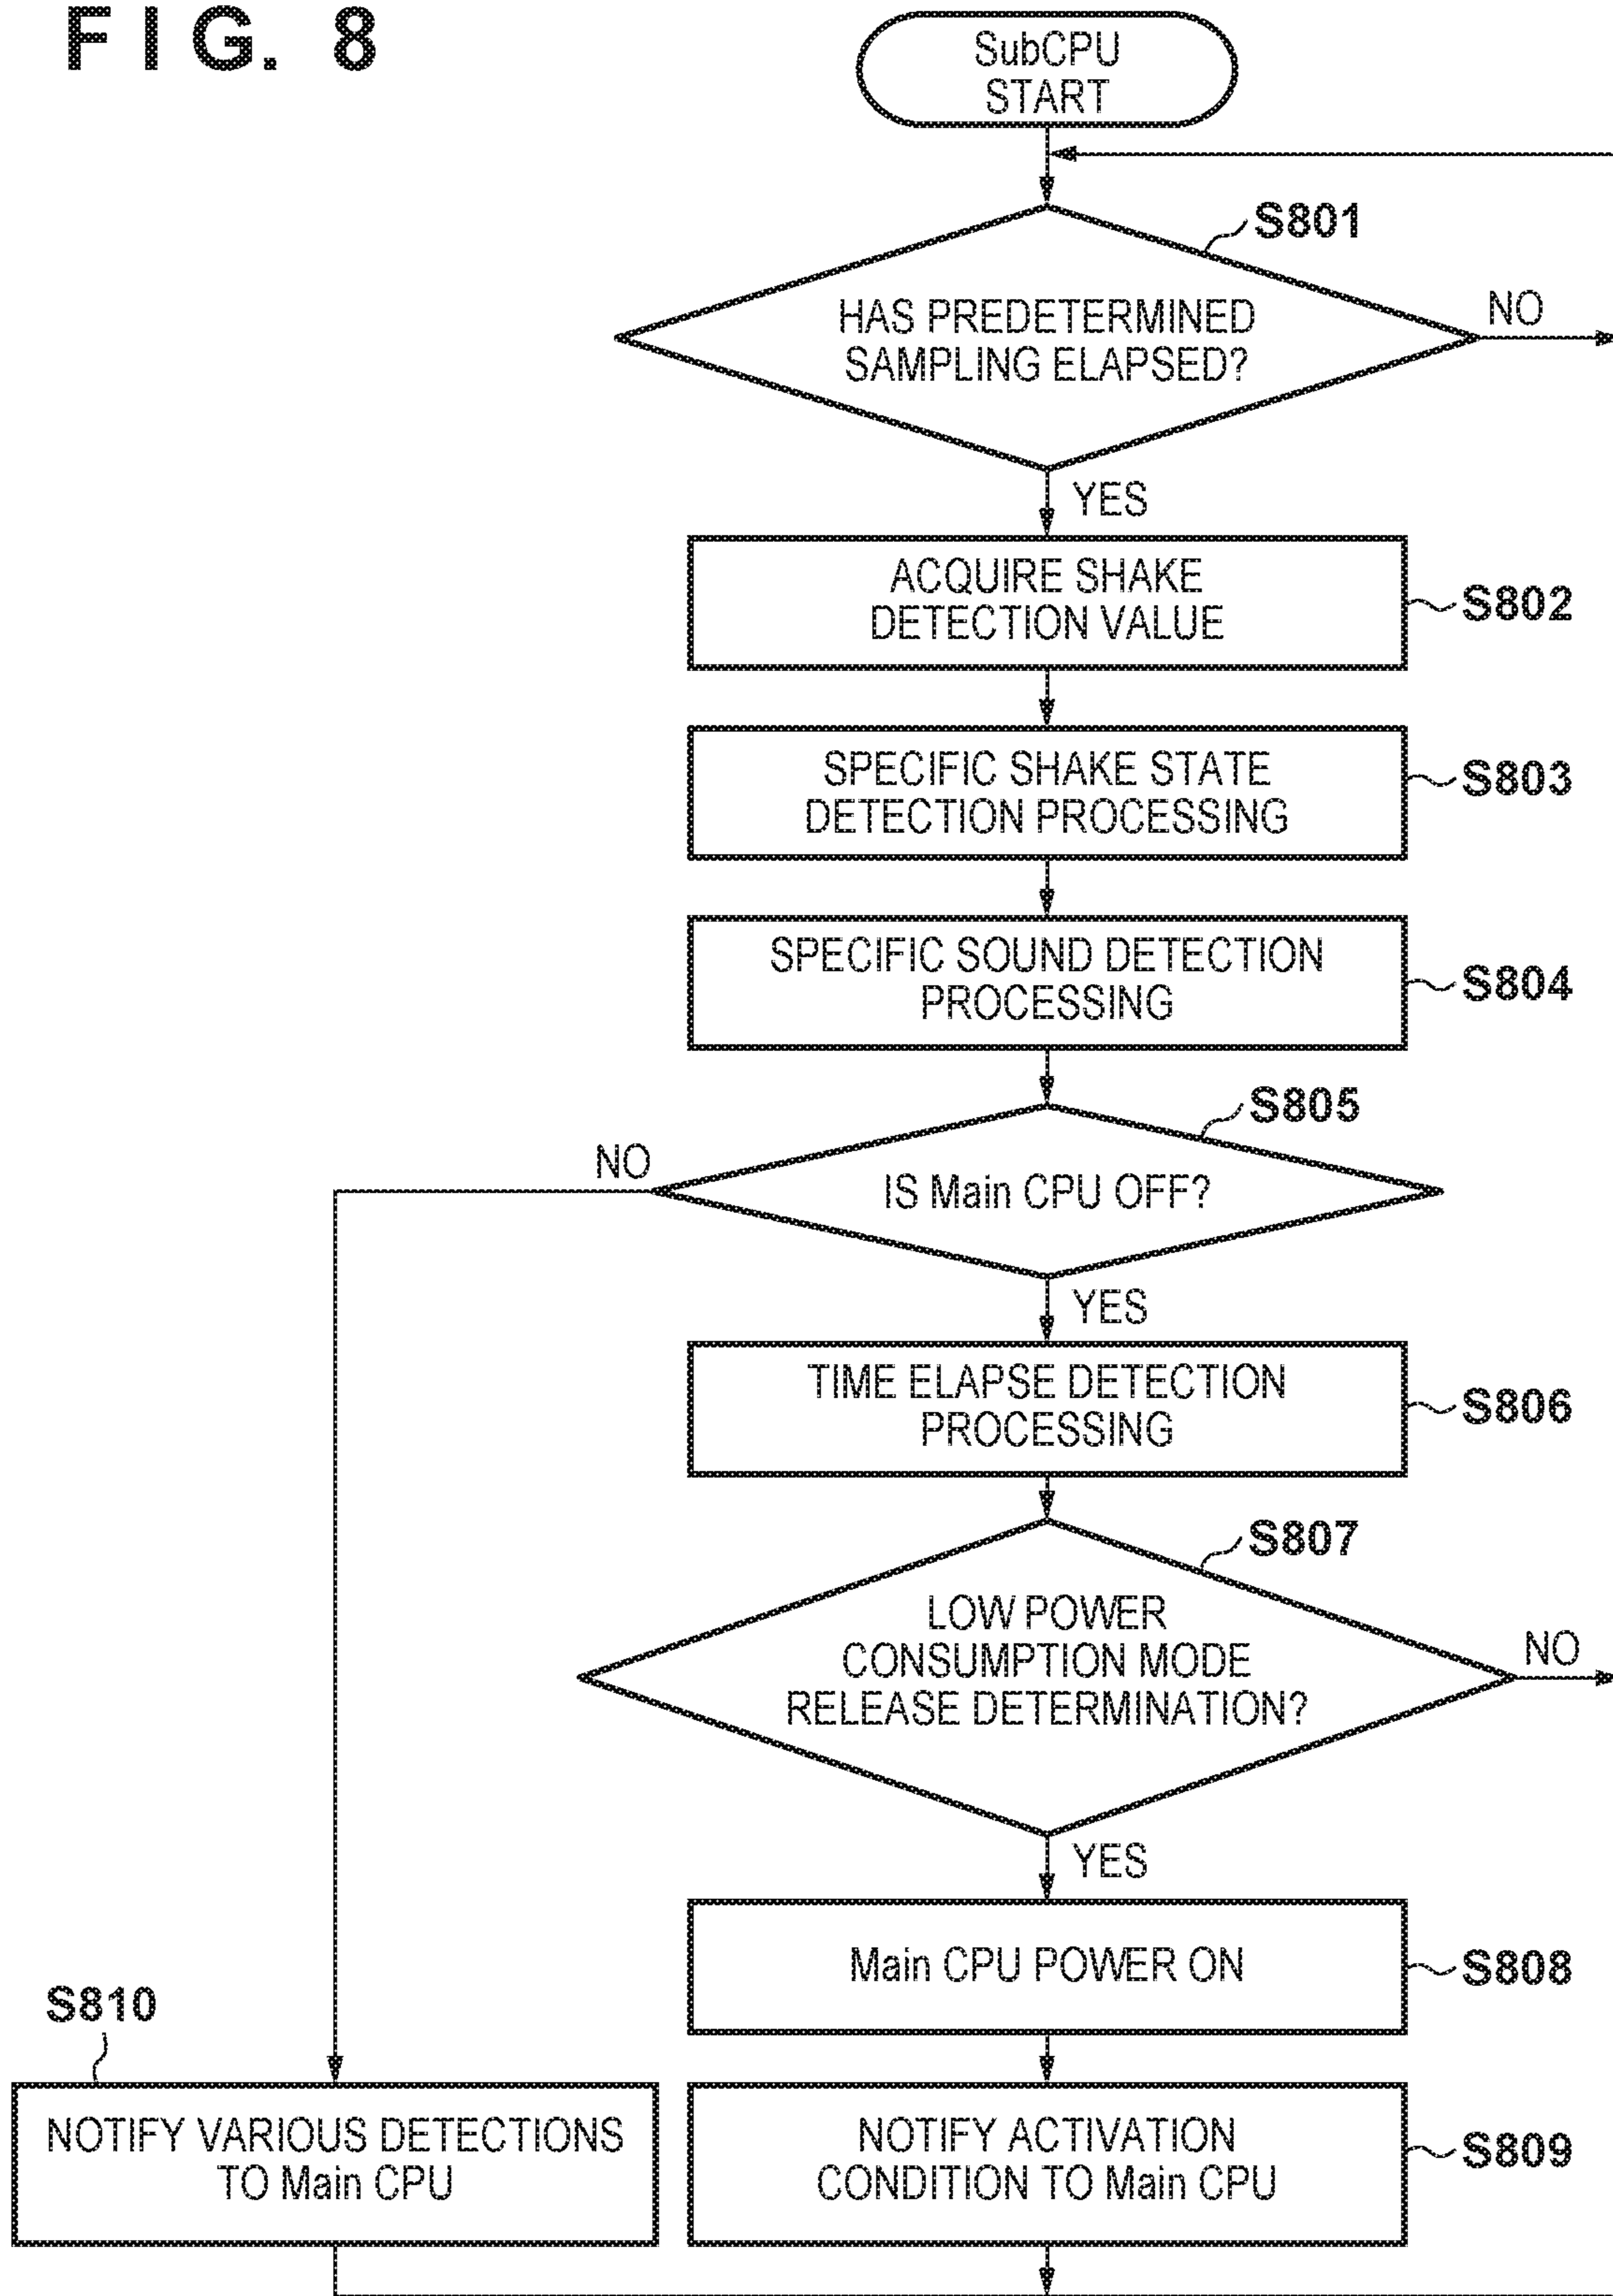 FIG. 8
SubCPU
START
S801
HAS PREDETERMINED
SAMPLING ELAPSED?
NO
YES
ACQUIRE SHAKE
DETECTION VALUE
S802
SPECIFIC SHAKE STATE
DETECTION PROCESSING
S803
SPECIFIC SOUND DETECTION
PROCESSING
S804
S805
NO
IS Main CPU OFF?
YES
TIME ELAPSE DETECTION
PROCESSING
S806
S807
LOW POWER
CONSUMPTION MODE
RELEASE DETERMINATION?
NO
YES
Main CPU POWER ON
S808
S810
NOTIFY VARIOUS DETECTIONS
TO Main CPU
NOTIFY ACTIVATION
CONDITION TO Main CPU
S809